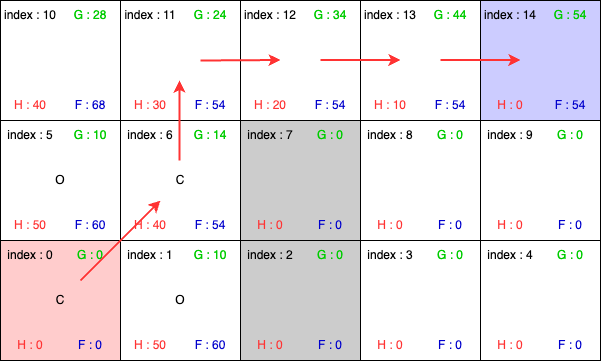 index : 10 G : 28 index : 11 G : 24 index : 12 G : 34 index : 13 G : 44 index : 14 G : 54
H : 40 F : 68 H : 30 F : 54 H : 20 F : 54 H : 10 F : 54 H : 0 F : 54
index : 5 G : 10 index : 6 G : 14 index : 7 G : 0 index : 8 G : 0 index : 9 G : 0
O C
H : 50 F : 60 H : 40 F : 54 H : 0 F : 0 H : 0 F : 0 H : 0 F : 0
index : 0 G : 0 index : 1 G : 10 index : 2 G : 0 index : 3 G : 0 index : 4 G : 0
C O
H : 0 F : 0 H : 50 F : 60 H : 0 F : 0 H : 0 F : 0 H : 0 F : 0